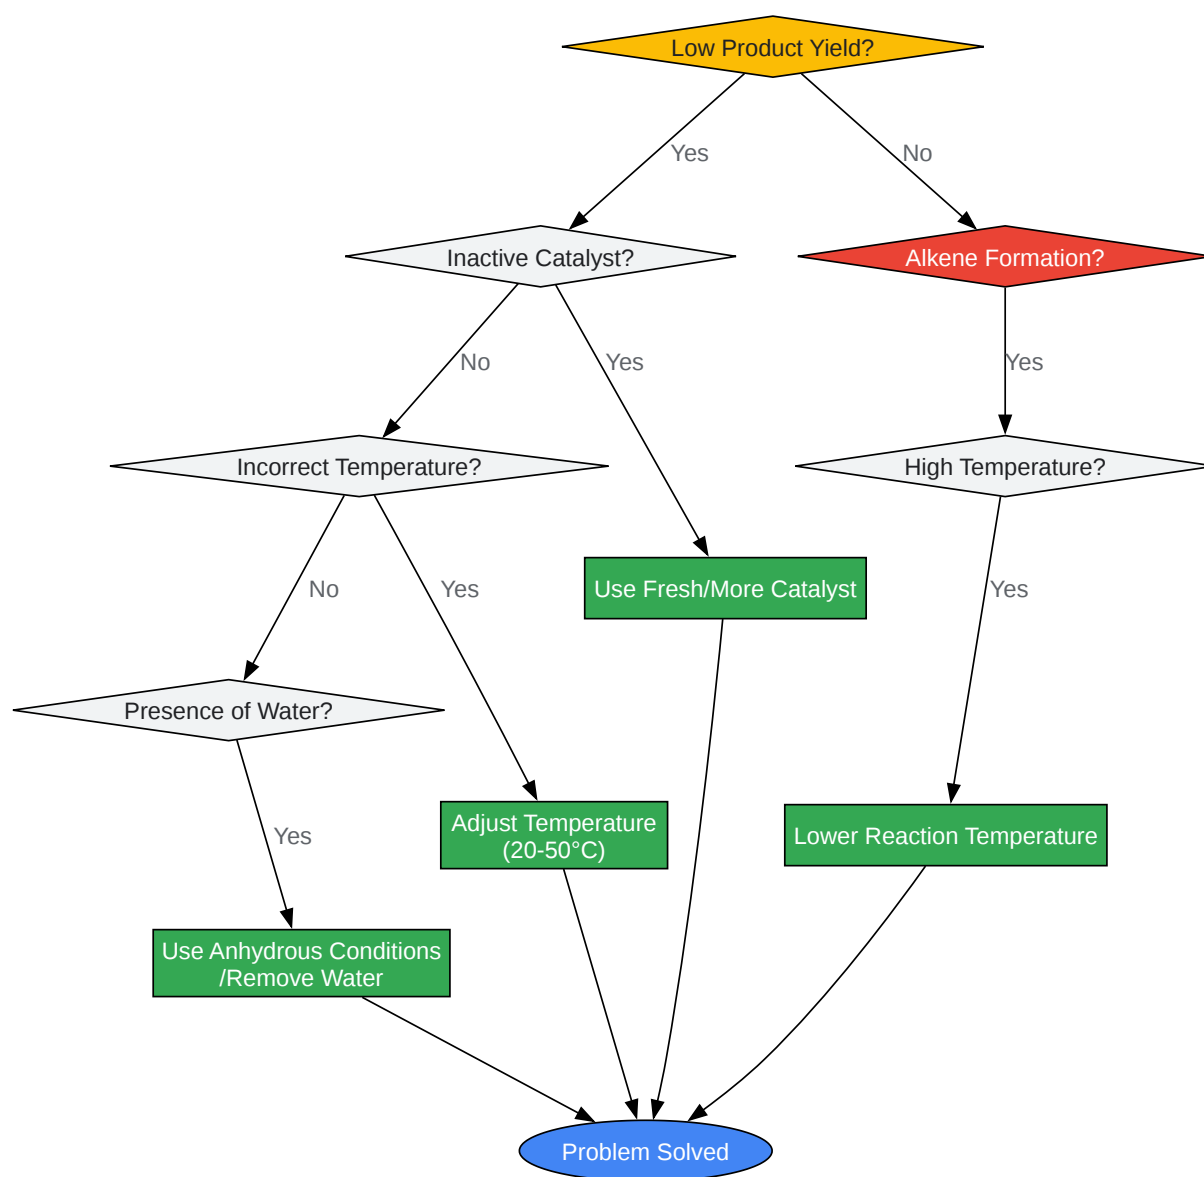 Low Product Yield?
Yes
No
Inactive Catalyst?
Alkene Formation?
No
Yes
Yes
Incorrect Temperature?
High Temperature?
No
Yes
Use Fresh/More Catalyst
Yes
Presence of Water?
Yes
Adjust Temperature
(20-50°C)
Lower Reaction Temperature
Use Anhydrous Conditions
/Remove Water
Problem Solved